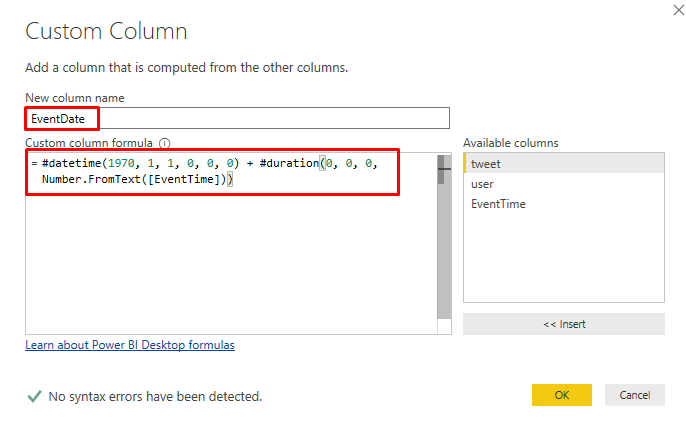 Custom Column
Add a column that is computed from the other columns.
New column name
EventDate
Custom column formula
= #datetime(1970, 1, 1, 0, 0, 0) + #duration(0, 0, 0,
Number.FromText([EventTime]))
Available columns
tweet
user
EventTime
<< Insert
Learn about Power BI Desktop formulas
No syntax errors have been detected.
OK
Cancel